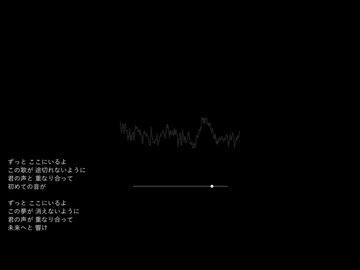 ずっと ここにいるよ
この歌が 途切れないように
君の声と 重なり合って
初めての音が
ずっと ここにいるよ
この夢が 消えないように
君の声が 重なり合って
未来へと 響け